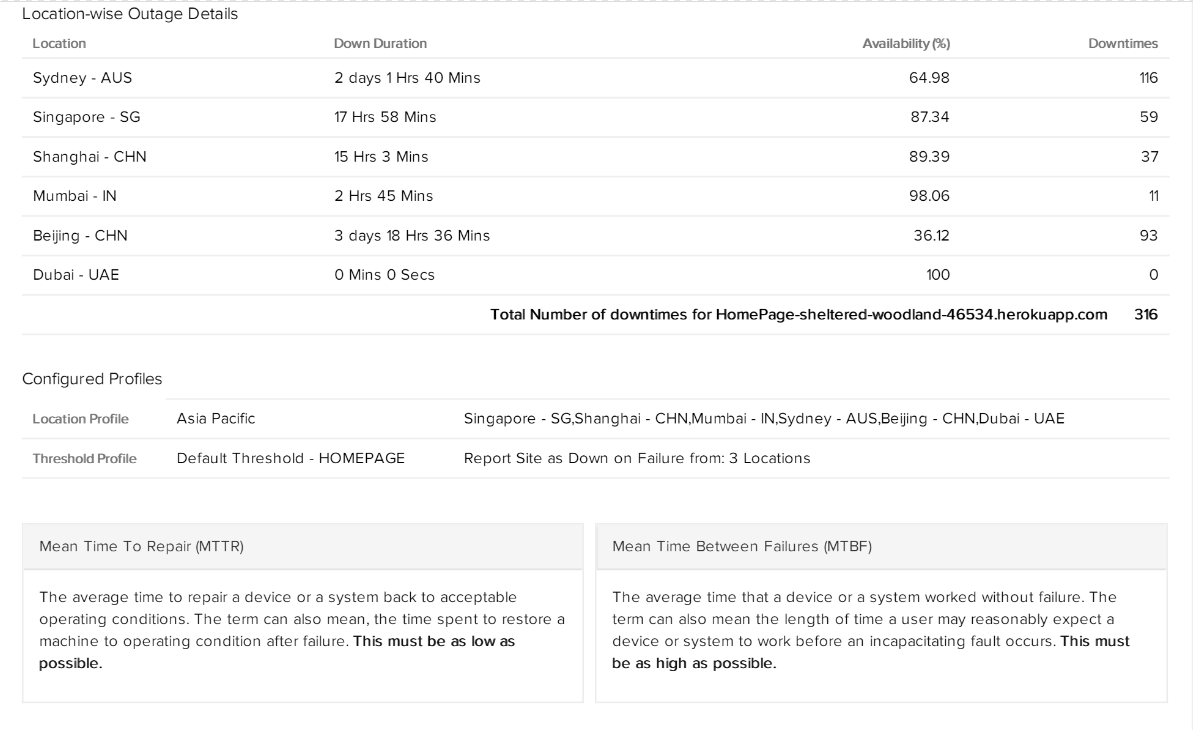 Location-wise Outage Details
Location Down Duration Availability (%) Downtimes
Sydney - AUS 2 days 1 Hrs 40 Mins 64.98 116
Singapore - SG 17 Hrs 58 Mins 87.34 59
Shanghai - CHN 15 Hrs 3 Mins 89.39 37
Mumbai - IN 2 Hrs 45 Mins 98.06 11
Beijing - CHN 3 days 18 Hrs 36 Mins 36.12 93
Dubai - UAE 0 Mins 0 Secs 100 0
Total Number of downtimes for HomePage-sheltered-woodland-46534.herokuapp.com 316
Configured Profiles
Location Profile Asia Pacific Singapore - SG,Shanghai - CHN,Mumbai - IN,Sydney - AUS,Beijing - CHN,Dubai - UAE
Threshold Profile Default Threshold - HOMEPAGE Report Site as Down on Failure from: 3 Locations
Mean Time To Repair (MTTR)
The average time to repair a device or a system back to acceptable
operating conditions. The term can also mean, the time spent to restore a
machine to operating condition after failure. This must be as low as
possible.
Mean Time Between Failures (MTBF)
The average time that a device or a system worked without failure. The
term can also mean the length of time a user may reasonably expect a
device or system to work before an incapacitating fault occurs. This must
be as high as possible.